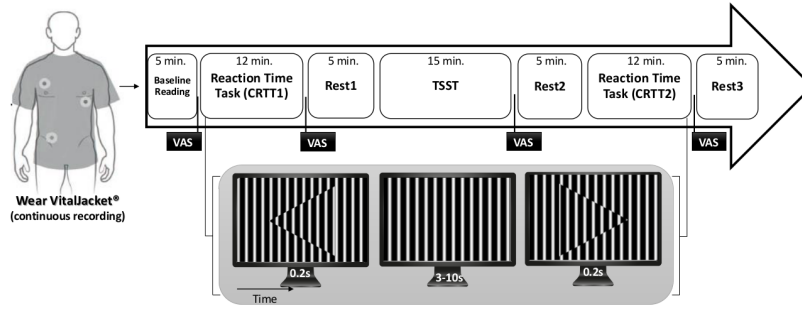 5 min.
Baseline
Reading
12 min.
Reaction Time
Task (CRTT1)
5 min.
Rest1
15 min.
TSST
5 min.
Rest2
12 min.
Reaction Time
Task (CRTT2)
5 min.
Rest3
VAS
VAS
VAS
VAS
Wear VitalJacket®
(continuous recording)
0.2s
3-10s
0.2s
Time